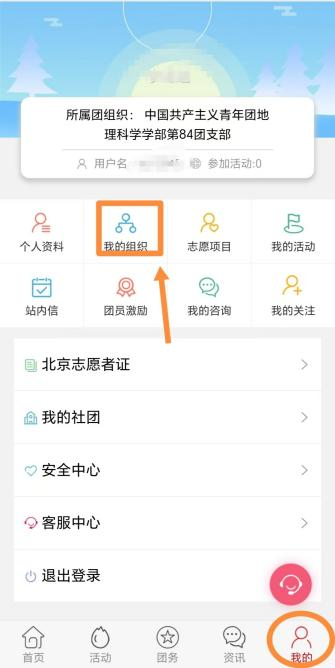 所属团组织： 中国共产主义青年团地
理科学学部第84团支部
用户名 参加活动:0
个人资料 我的组织 志愿项目 我的活动
站内信 团员激励 我的咨询 我的关注
北京志愿者证
我的社团
安全中心
客服中心
退出登录
首页 活动 团务 资讯 我的